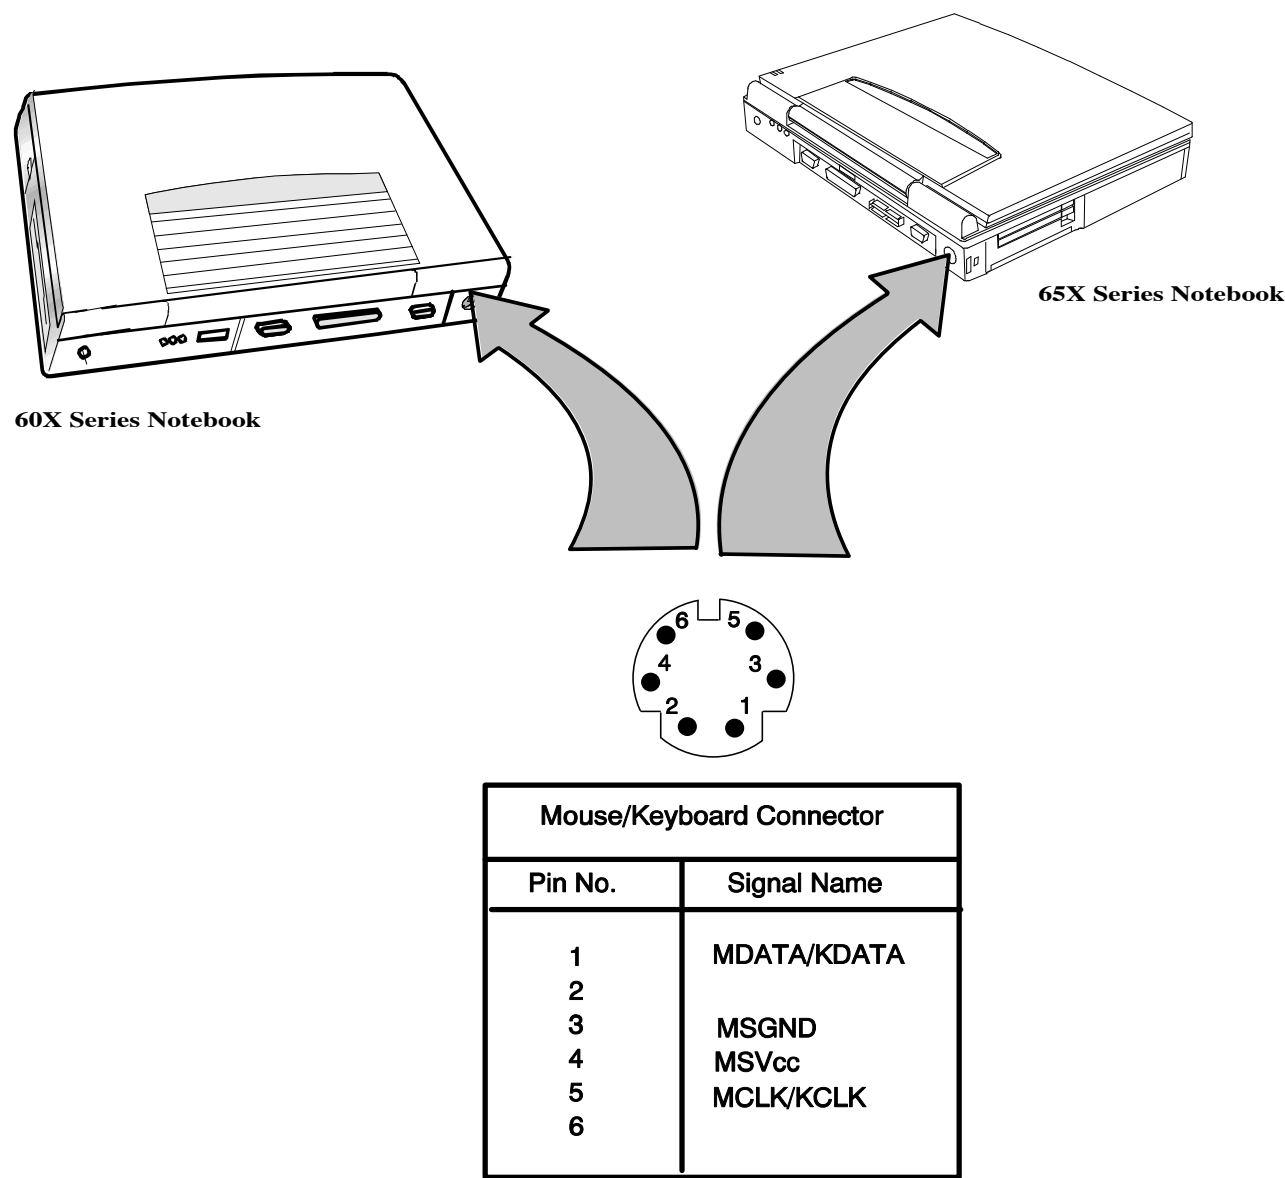 65X Series Notebook
60X Series Notebook
6 5
4 3
2 1
Mouse/Keyboard Connector
Pin No. Signal Name
1 MDATA/KDATA
2
3 MSGND
4 MSVcc
5 MCLK/KCLK
6